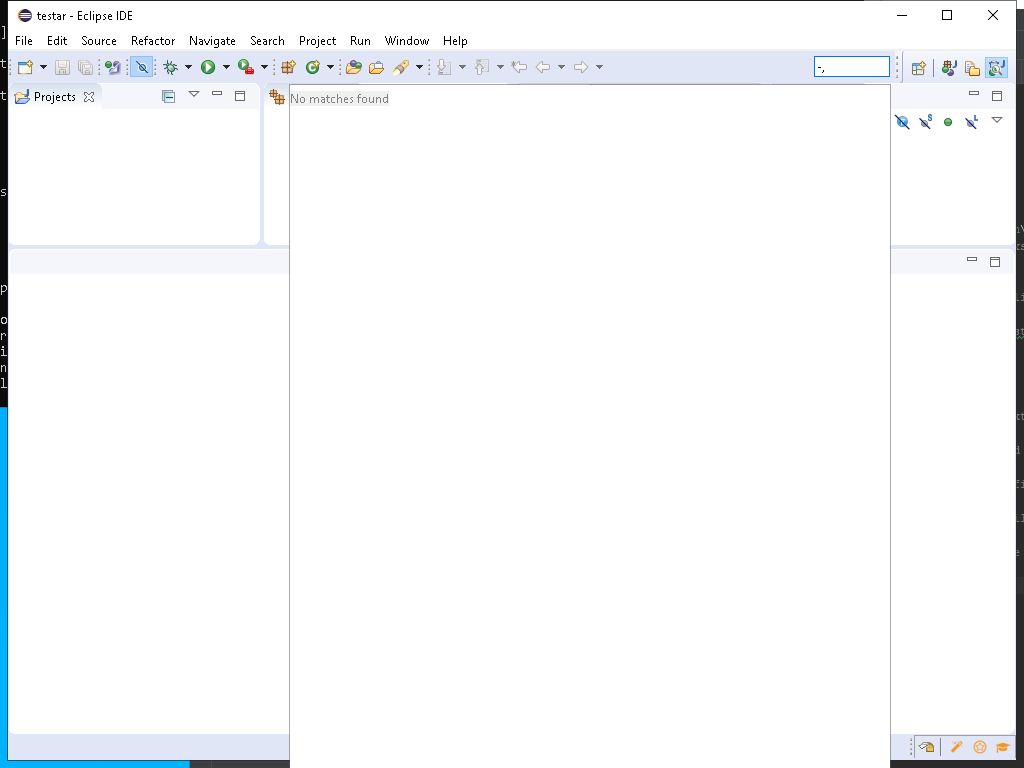 testar - Eclipse IDE
File Edit Source Refactor Navigate Search Project Run Window Help
-,
Projects
No matches found